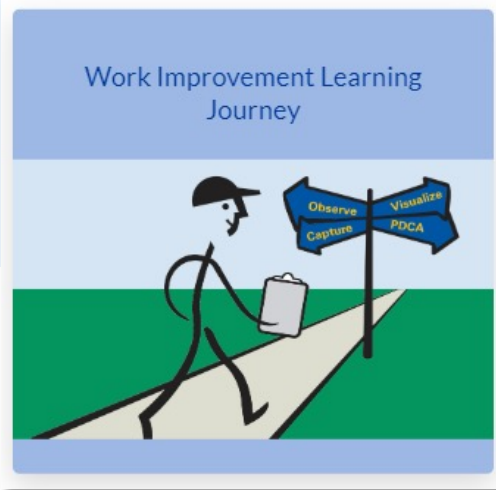 Work Improvement Learning
Journey
Observe
Visualize
Capture
PDCA